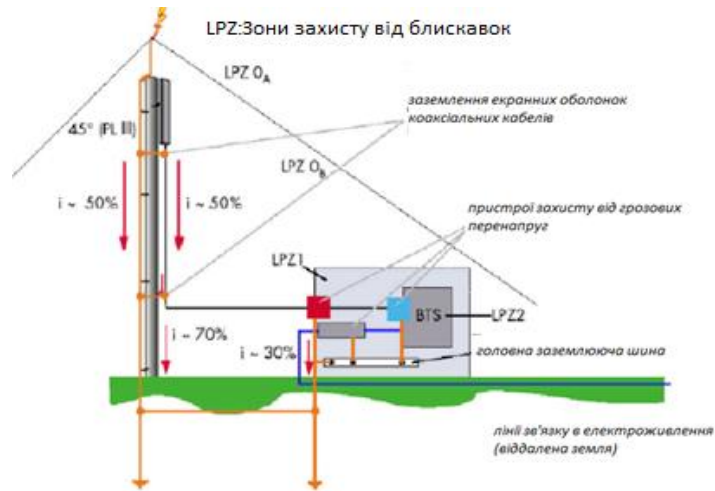 LPZ:Зони захисту від блискавок
LPZ 0A
заземлення екранних оболонок
коаксіальних кабелів
45° (PL III)
LPZ 0B
i ~ 50%
i ~ 50%
пристрої захисту від грозових
перенапруг
LPZ1
BTS
LPZ2
i ~ 70%
i ~ 30%
головна заземлююча шина
лінії зв'язку в електроживлення
(віддалена земля)